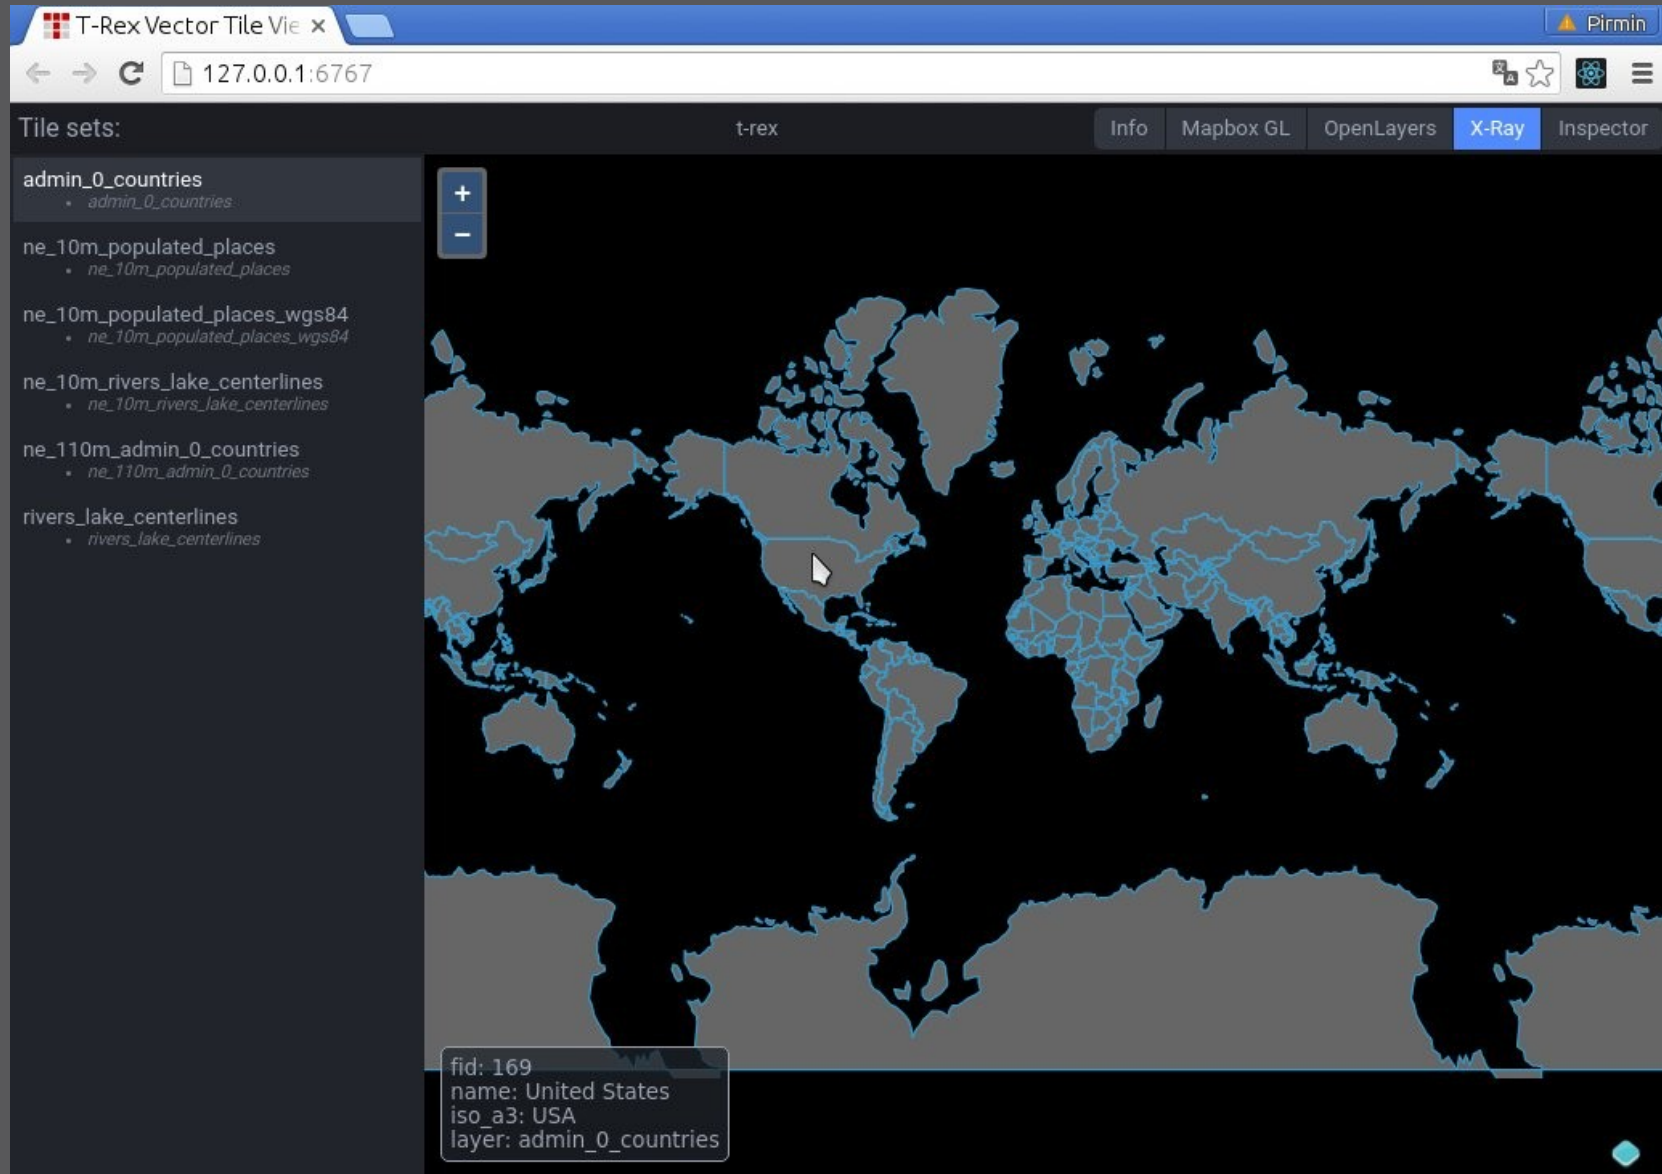 T-Rex Vector Tile Vie
Pirmin
127.0.0.1:6767
Tile sets:
t-rex
Info
Mapbox GL
OpenLayers
X-Ray
Inspector
admin_0_countries
admin_0_countries
ne_10m_populated_places
ne_10m_populated_places
ne_10m_populated_places_wgs84
ne_10m_populated_places_wgs84
ne_10m_rivers_lake_centerlines
ne_10m_rivers_lake_centerlines
ne_110m_admin_0_countries
ne_110m_admin_0_countries
rivers_lake_centerlines
rivers_lake_centerlines
+
−
fid: 169
name: United States
iso_a3: USA
layer: admin_0_countries